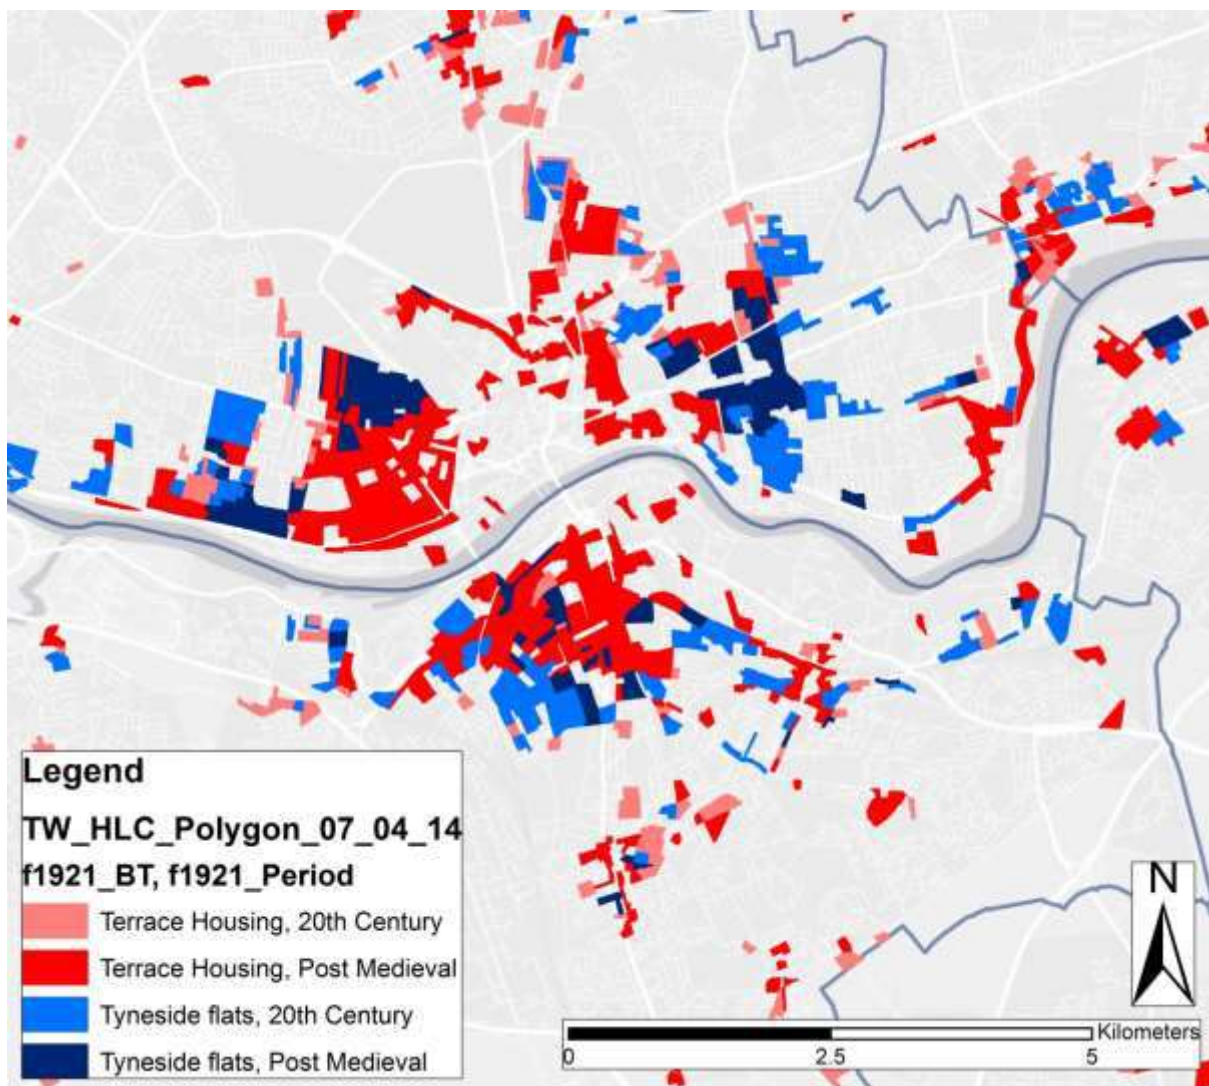 Legend
TW_HLC_Polygon_07_04_14
f1921_BT, f1921_Period
Terrace Housing, 20th Century
Terrace Housing, Post Medieval
Tyneside flats, 20th Century
Tyneside flats, Post Medieval
N
Kilometers
0 2.5 5